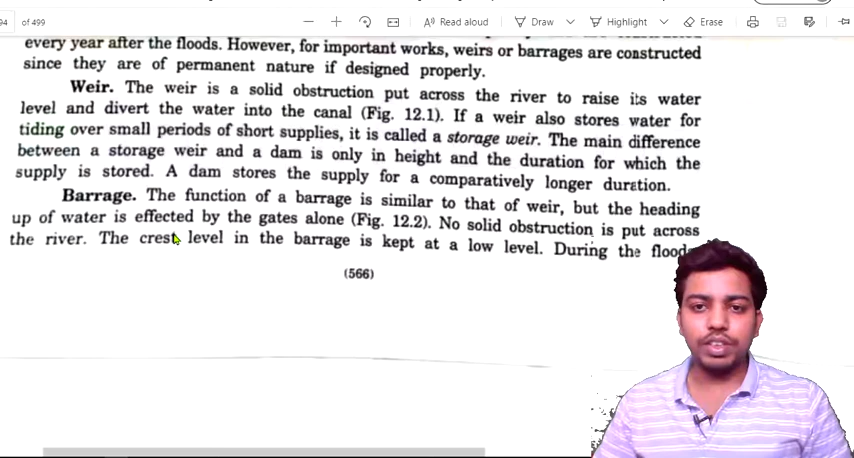 94 of 499
Read aloud
Draw
Highlight
Erase
every year after the floods. However, for important works, weirs or barrages are constructed
since they are of permanent nature if designed properly.
Weir. The weir is a solid obstruction put across the river to raise its water
level and divert the water into the canal (Fig. 12.1). If a weir also stores water for
tiding over small periods of short supplies, it is called a storage weir. The main difference
between a storage weir and a dam is only in height and the duration for which the
supply is stored. A dam stores the supply for a comparatively longer duration.
Barrage. The function of a barrage is similar to that of weir, but the heading
up of water is effected by the gates alone (Fig. 12.2). No solid obstruction is put across
the river. The crest level in the barrage is kept at a low level. During the
(566)